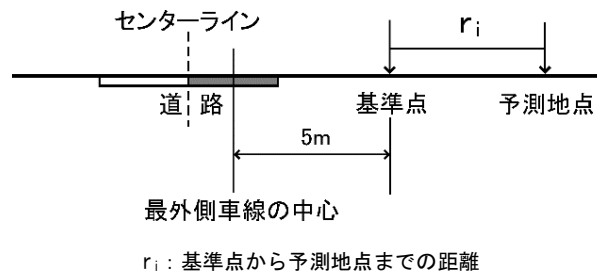 センターライン
rᵢ
道路
基準点
予測地点
5m
最外側車線の中心
rᵢ：基準点から予測地点までの距離